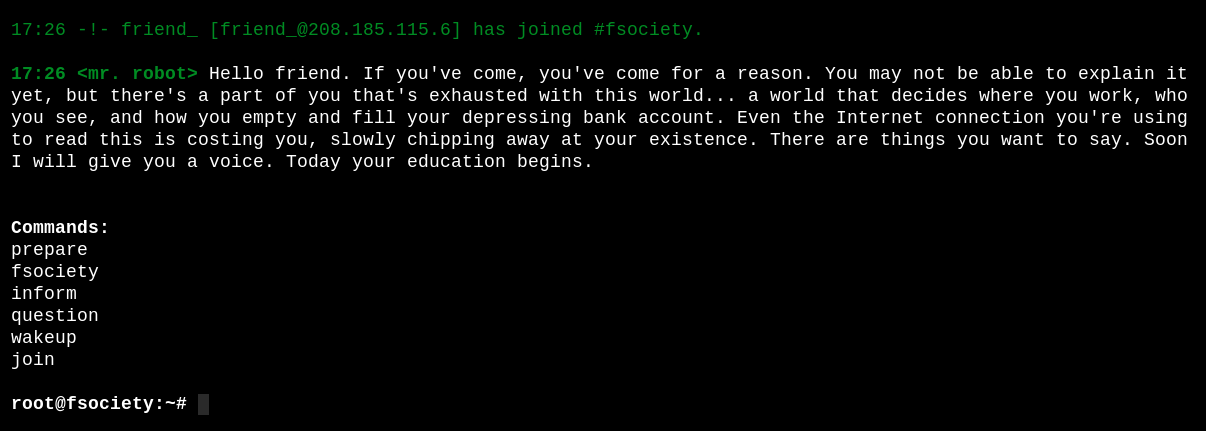 17:26 -!- friend_ [friend_@208.185.115.6] has joined #fsociety.
17:26 <mr. robot> Hello friend. If you've come, you've come for a reason. You may not be able to explain it
yet, but there's a part of you that's exhausted with this world... a world that decides where you work, who
you see, and how you empty and fill your depressing bank account. Even the Internet connection you're using
to read this is costing you, slowly chipping away at your existence. There are things you want to say. Soon
I will give you a voice. Today your education begins.
Commands:
prepare
fsociety
inform
question
wakeup
join
root@fsociety:~#